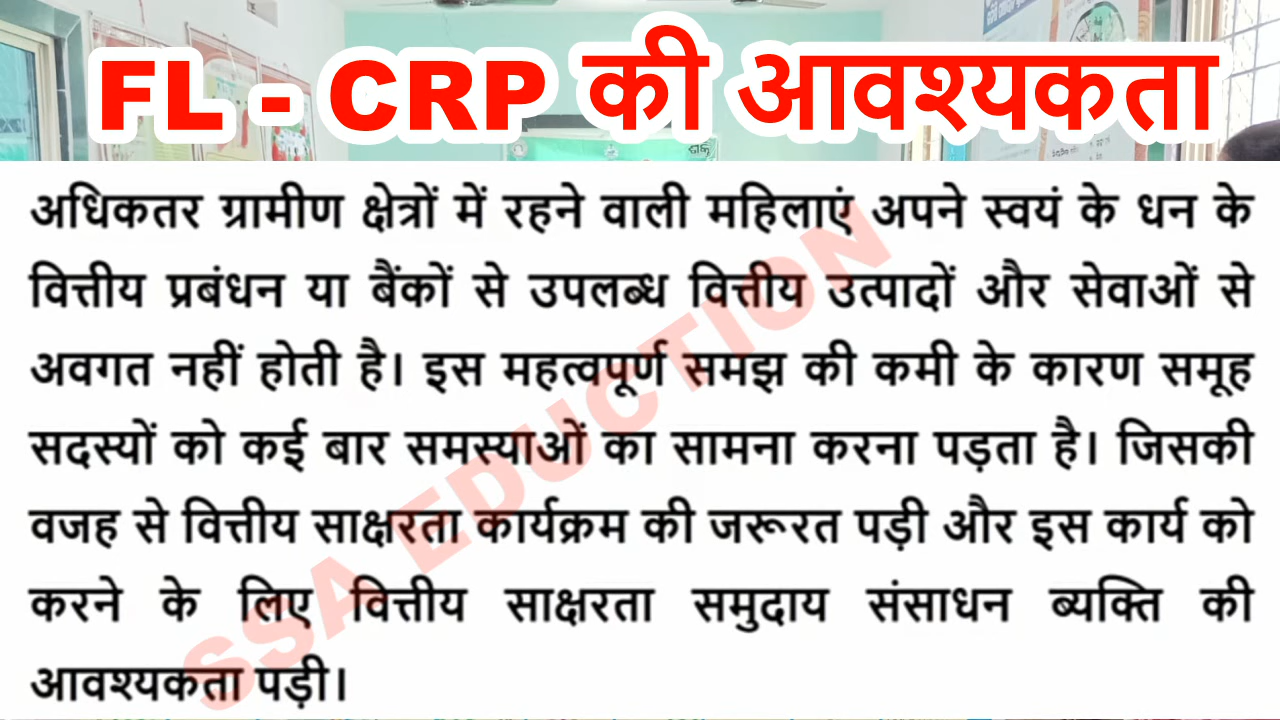 FL - CRP की आवश्यकता
अधिकतर ग्रामीण क्षेत्रों में रहने वाली महिलाएं अपने स्वयं के धन के
वित्तीय प्रबंधन या बैंकों से उपलब्ध वित्तीय उत्पादों और सेवाओं से
अवगत नहीं होती है। इस महत्वपूर्ण समझ की कमी के कारण समूह
सदस्यों को कई बार समस्याओं का सामना करना पड़ता है। जिसकी
वजह से वित्तीय साक्षरता कार्यक्रम की जरूरत पड़ी और इस कार्य को
करने के लिए वित्तीय साक्षरता समुदाय संसाधन ब्यक्ति की
आवश्यकता पड़ी।
SSA EDUCTION